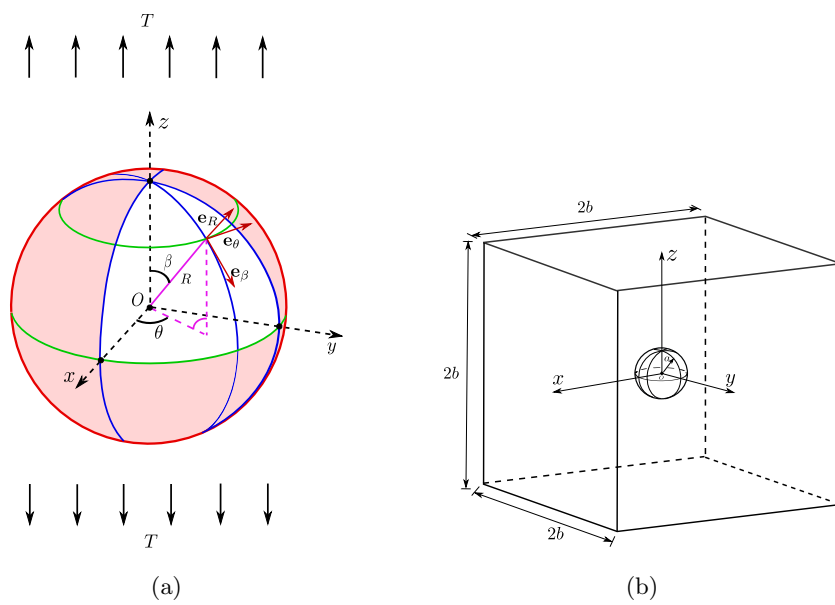 T
z
e_R
e_θ
β
R
e_β
O
θ
x
y
T
(a)
2b
z
2b
a
o
x
y
2b
(b)